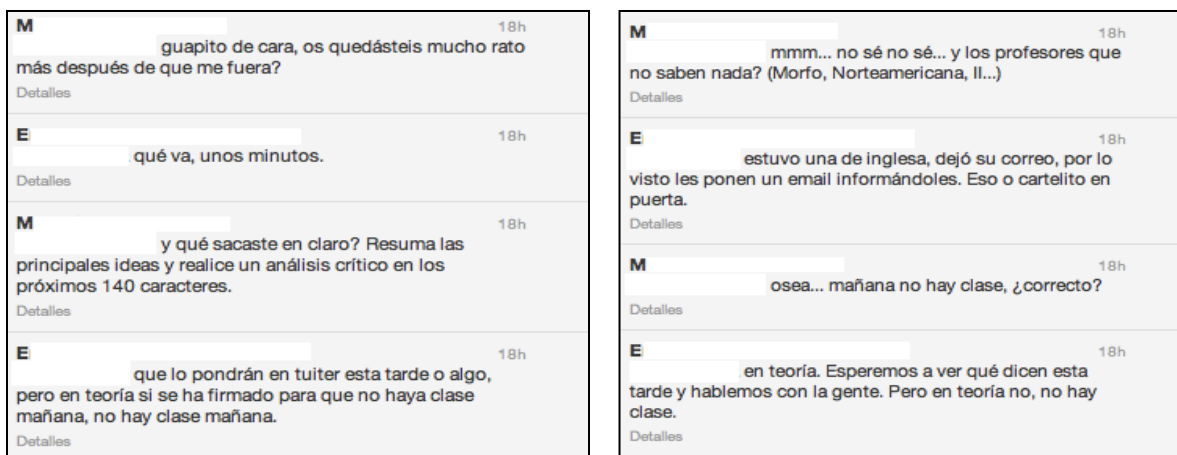 M 18h
guapito de cara, os quedásteis mucho rato
más después de que me fuera?
Detalles
E 18h
qué va, unos minutos.
Detalles
M 18h
y qué sacaste en claro? Resuma las
principales ideas y realice un análisis crítico en los
próximos 140 caracteres.
Detalles
E 18h
que lo pondrán en tuiter esta tarde o algo,
pero en teoría si se ha firmado para que no haya clase
mañana, no hay clase mañana.
Detalles
M 18h
mmm... no sé no sé... y los profesores que
no saben nada? (Morfo, Norteamericana, II...)
Detalles
E 18h
estuvo una de inglesa, dejó su correo, por lo
visto les ponen un email informándoles. Eso o cartelito en
puerta.
Detalles
M 18h
osea... mañana no hay clase, ¿correcto?
Detalles
E 18h
en teoría. Esperemos a ver qué dicen esta
tarde y hablemos con la gente. Pero en teoría no, no hay
clase.
Detalles